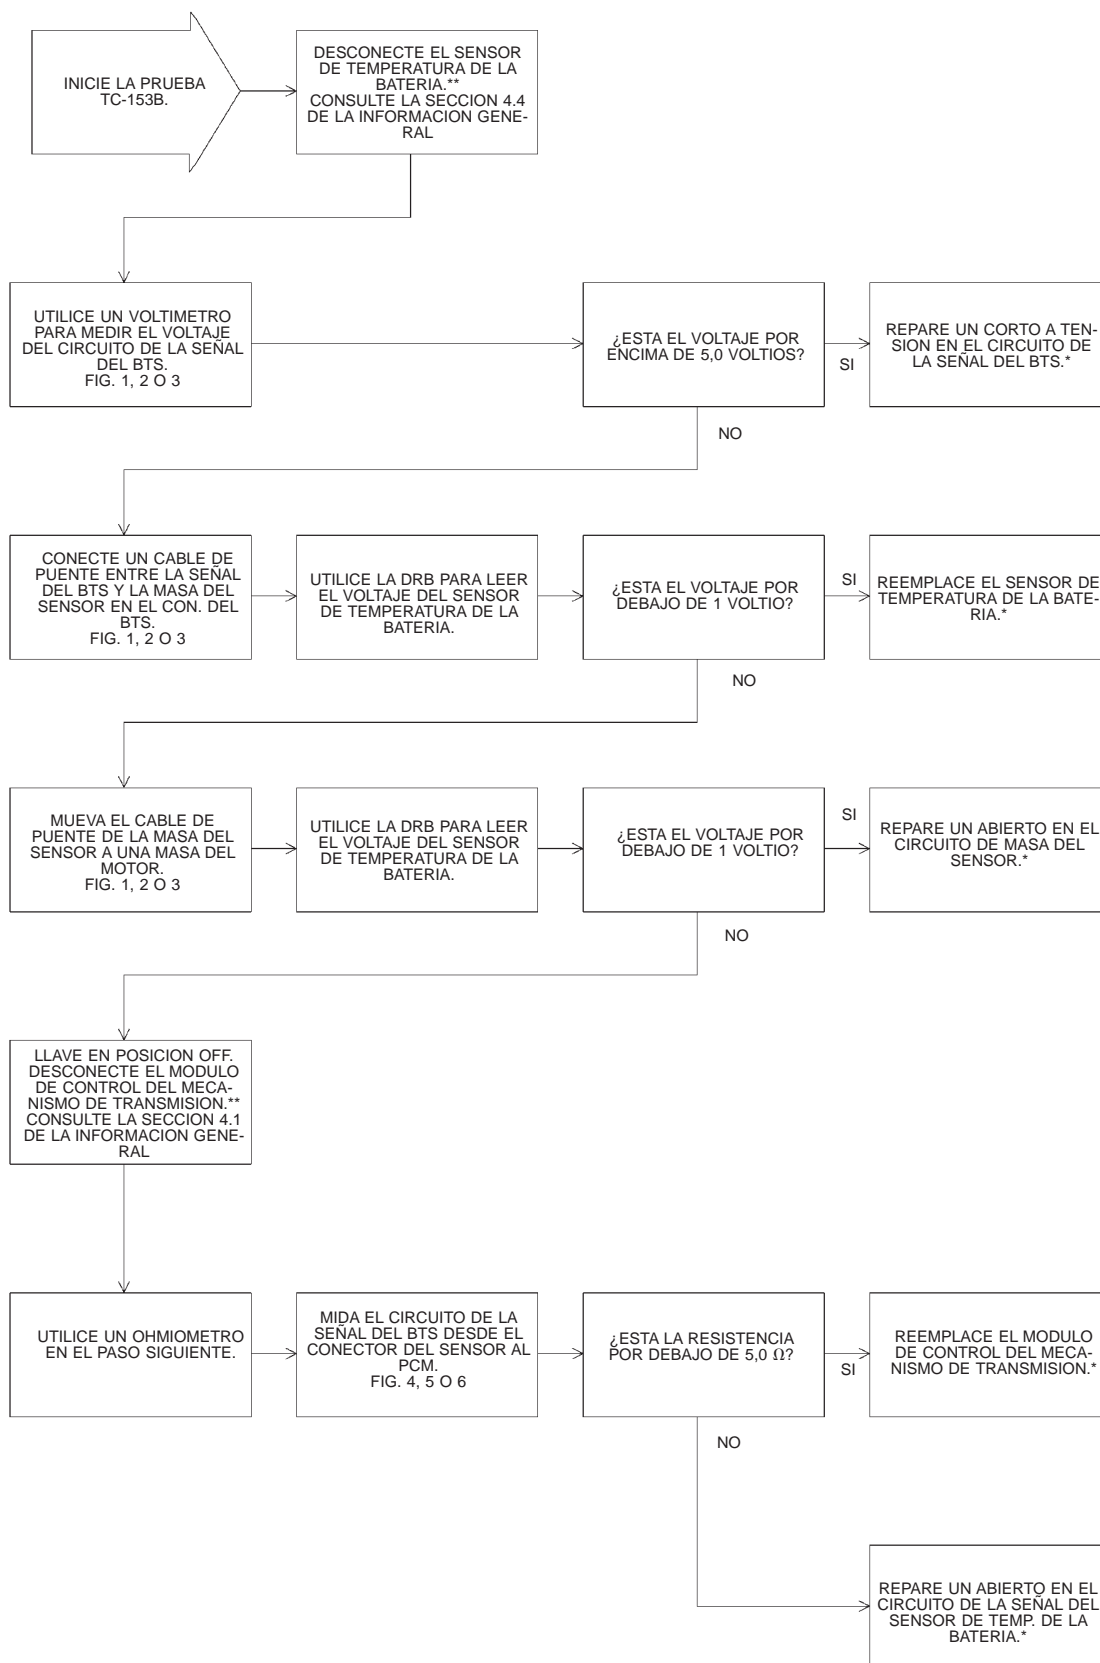 INICIE LA PRUEBA
TC-153B.
DESCONECTE EL SENSOR
DE TEMPERATURA DE LA
BATERIA.**
CONSULTE LA SECCION 4.4
DE LA INFORMACION GENE-
RAL
UTILICE UN VOLTIMETRO
PARA MEDIR EL VOLTAJE
DEL CIRCUITO DE LA SEÑAL
DEL BTS.
FIG. 1, 2 O 3
¿ESTA EL VOLTAJE POR
ENCIMA DE 5,0 VOLTIOS?
SI
REPARE UN CORTO A TEN-
SION EN EL CIRCUITO DE
LA SEÑAL DEL BTS.*
NO
CONECTE UN CABLE DE
PUENTE ENTRE LA SEÑAL
DEL BTS Y LA MASA DEL
SENSOR EN EL CON. DEL
BTS.
FIG. 1, 2 O 3
UTILICE LA DRB PARA LEER
EL VOLTAJE DEL SENSOR
DE TEMPERATURA DE LA
BATERIA.
¿ESTA EL VOLTAJE POR
DEBAJO DE 1 VOLTIO?
SI
REEMPLACE EL SENSOR DE
TEMPERATURA DE LA BATE-
RIA.*
NO
MUEVA EL CABLE DE
PUENTE DE LA MASA DEL
SENSOR A UNA MASA DEL
MOTOR.
FIG. 1, 2 O 3
UTILICE LA DRB PARA LEER
EL VOLTAJE DEL SENSOR
DE TEMPERATURA DE LA
BATERIA.
¿ESTA EL VOLTAJE POR
DEBAJO DE 1 VOLTIO?
SI
REPARE UN ABIERTO EN EL
CIRCUITO DE MASA DEL
SENSOR.*
NO
LLAVE EN POSICION OFF.
DESCONECTE EL MODULO
DE CONTROL DEL MECA-
NISMO DE TRANSMISION.**
CONSULTE LA SECCION 4.1
DE LA INFORMACION GENE-
RAL
UTILICE UN OHMIOMETRO
EN EL PASO SIGUIENTE.
MIDA EL CIRCUITO DE LA
SEÑAL DEL BTS DESDE EL
CONECTOR DEL SENSOR AL
PCM.
FIG. 4, 5 O 6
¿ESTA LA RESISTENCIA
POR DEBAJO DE 5,0 Ω?
SI
REEMPLACE EL MODULO
DE CONTROL DEL MECA-
NISMO DE TRANSMISION.*
NO
REPARE UN ABIERTO EN EL
CIRCUITO DE LA SEÑAL DEL
SENSOR DE TEMP. DE LA
BATERIA.*